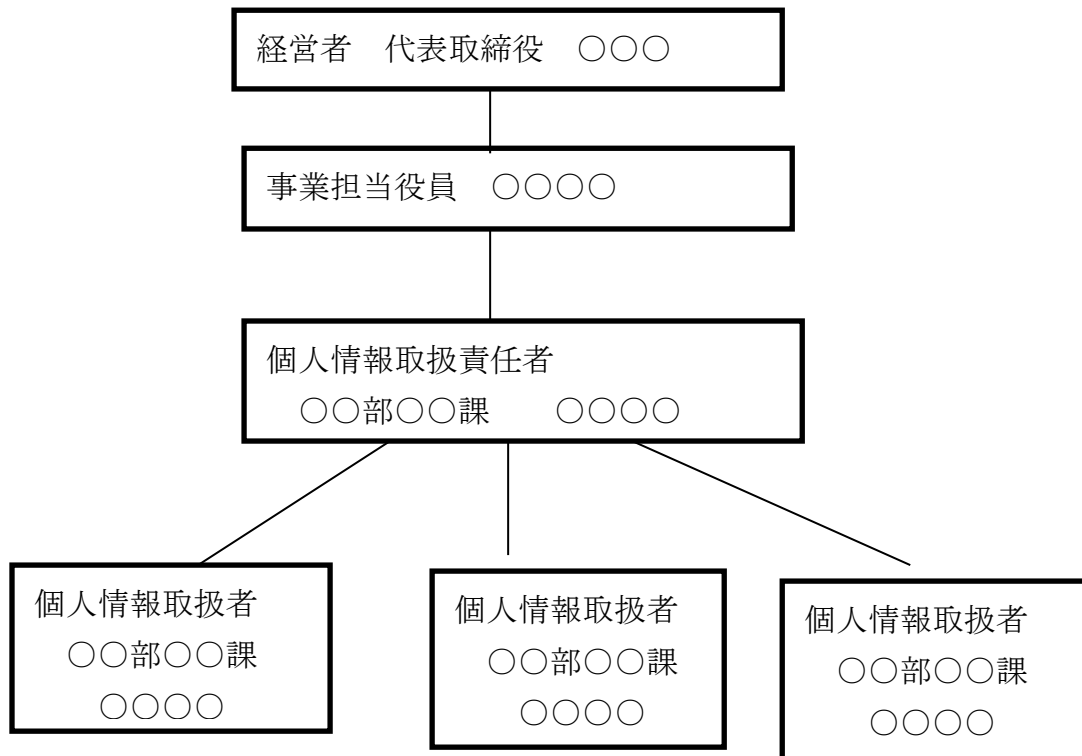 経営者　代表取締役　○○○
事業担当役員　○○○○
個人情報取扱責任者
○○部○○課　　○○○○
個人情報取扱者
○○部○○課
○○○○
個人情報取扱者
○○部○○課
○○○○
個人情報取扱者
○○部○○課
○○○○